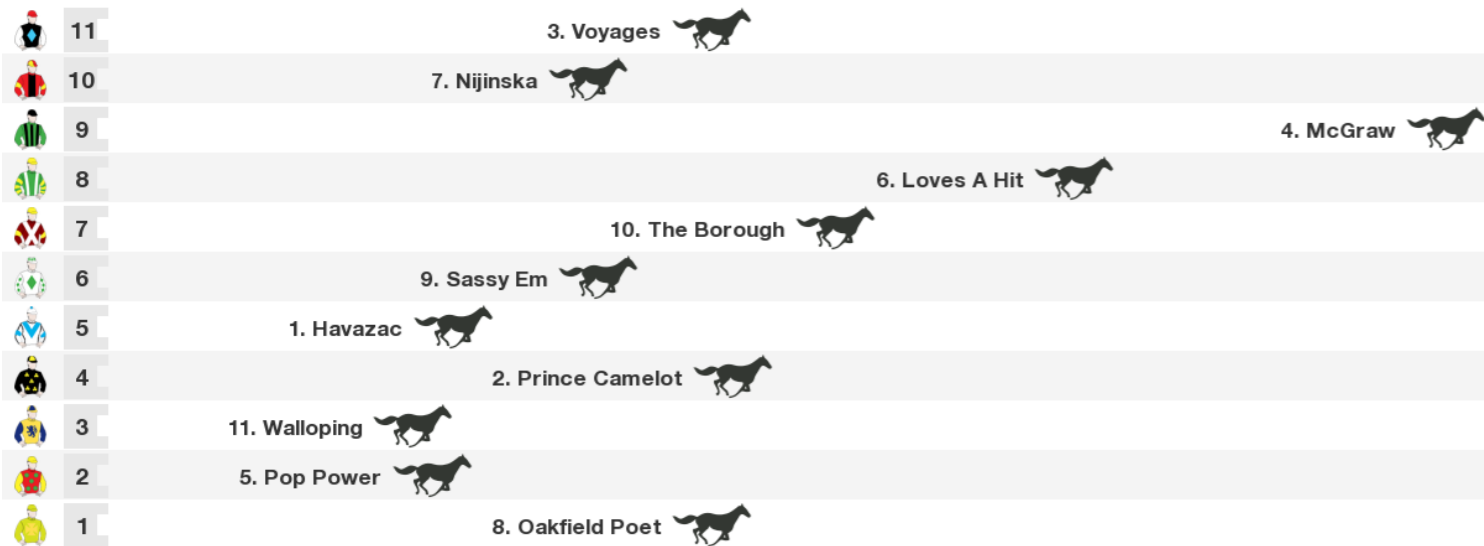 11 3. Voyages
10 7. Nijinska
9 4. McGraw
8 6. Loves A Hit
7 10. The Borough
6 9. Sassy Em
5 1. Havazac
4 2. Prince Camelot
3 11. Walloping
2 5. Pop Power
1 8. Oakfield Poet